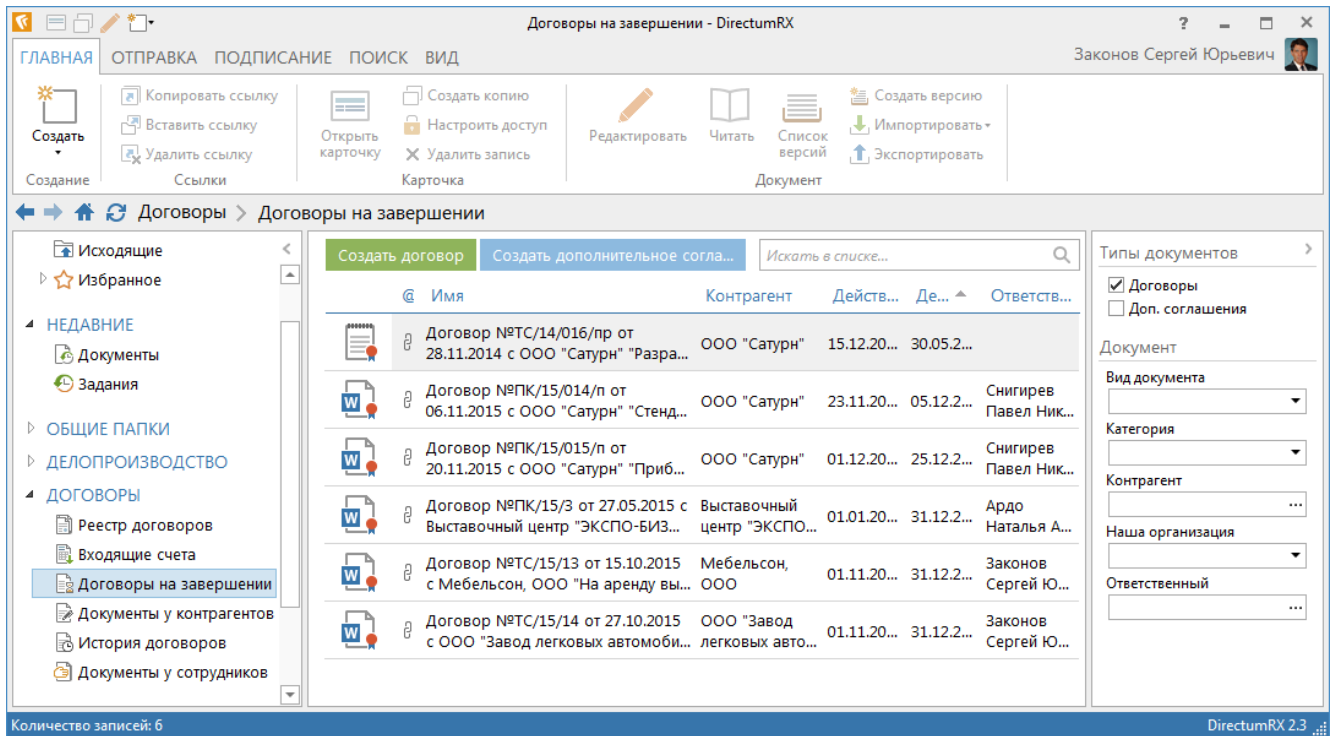 Договоры на завершении - DirectumRX
?
ГЛАВНАЯ ОТПРАВКА ПОДПИСАНИЕ ПОИСК ВИД
Законов Сергей Юрьевич
Создать
Создание
Копировать ссылку
Вставить ссылку
Удалить ссылку
Ссылки
Открыть
карточку
Создать копию
Настроить доступ
Удалить запись
Карточка
Редактировать
Читать
Список
версий
Создать версию
Импортировать
Экспортировать
Документ
Договоры > Договоры на завершении
Исходящие
Избранное
НЕДАВНИЕ
Документы
Задания
ОБЩИЕ ПАПКИ
ДЕЛОПРОИЗВОДСТВО
ДОГОВОРЫ
Реестр договоров
Входящие счета
Договоры на завершении
Документы у контрагентов
История договоров
Документы у сотрудников
Создать договор
Создать дополнительное согла...
Искать в списке...
@ Имя Контрагент Действ... Де... Ответств...
Договор №ТС/14/016/пр от
28.11.2014 с ООО "Сатурн" "Разра...
ООО "Сатурн" 15.12.20... 30.05.2...
Договор №ПК/15/014/п от
06.11.2015 с ООО "Сатурн" "Стенд...
ООО "Сатурн" 23.11.20... 05.12.2...
Снигирев
Павел Ник...
Договор №ПК/15/015/п от
20.11.2015 с ООО "Сатурн" "Приб...
ООО "Сатурн" 01.12.20... 25.12.2...
Снигирев
Павел Ник...
Договор №ПК/15/3 от 27.05.2015 с
Выставочный центр "ЭКСПО-БИЗ...
Выставочный
центр "ЭКСПО...
01.01.20... 31.12.2...
Ардо
Наталья А...
Договор №ТС/15/13 от 15.10.2015
с Мебельсон, ООО "На аренду вы...
Мебельсон,
ООО
01.11.20... 31.12.2...
Законов
Сергей Ю...
Договор №ТС/15/14 от 27.10.2015
с ООО "Завод легковых автомоби...
ООО "Завод
легковых авто...
01.11.20... 31.12.2...
Законов
Сергей Ю...
Типы документов
Договоры
Доп. соглашения
Документ
Вид документа
Категория
Контрагент
...
Наша организация
Ответственный
...
Количество записей: 6
DirectumRX 2.3